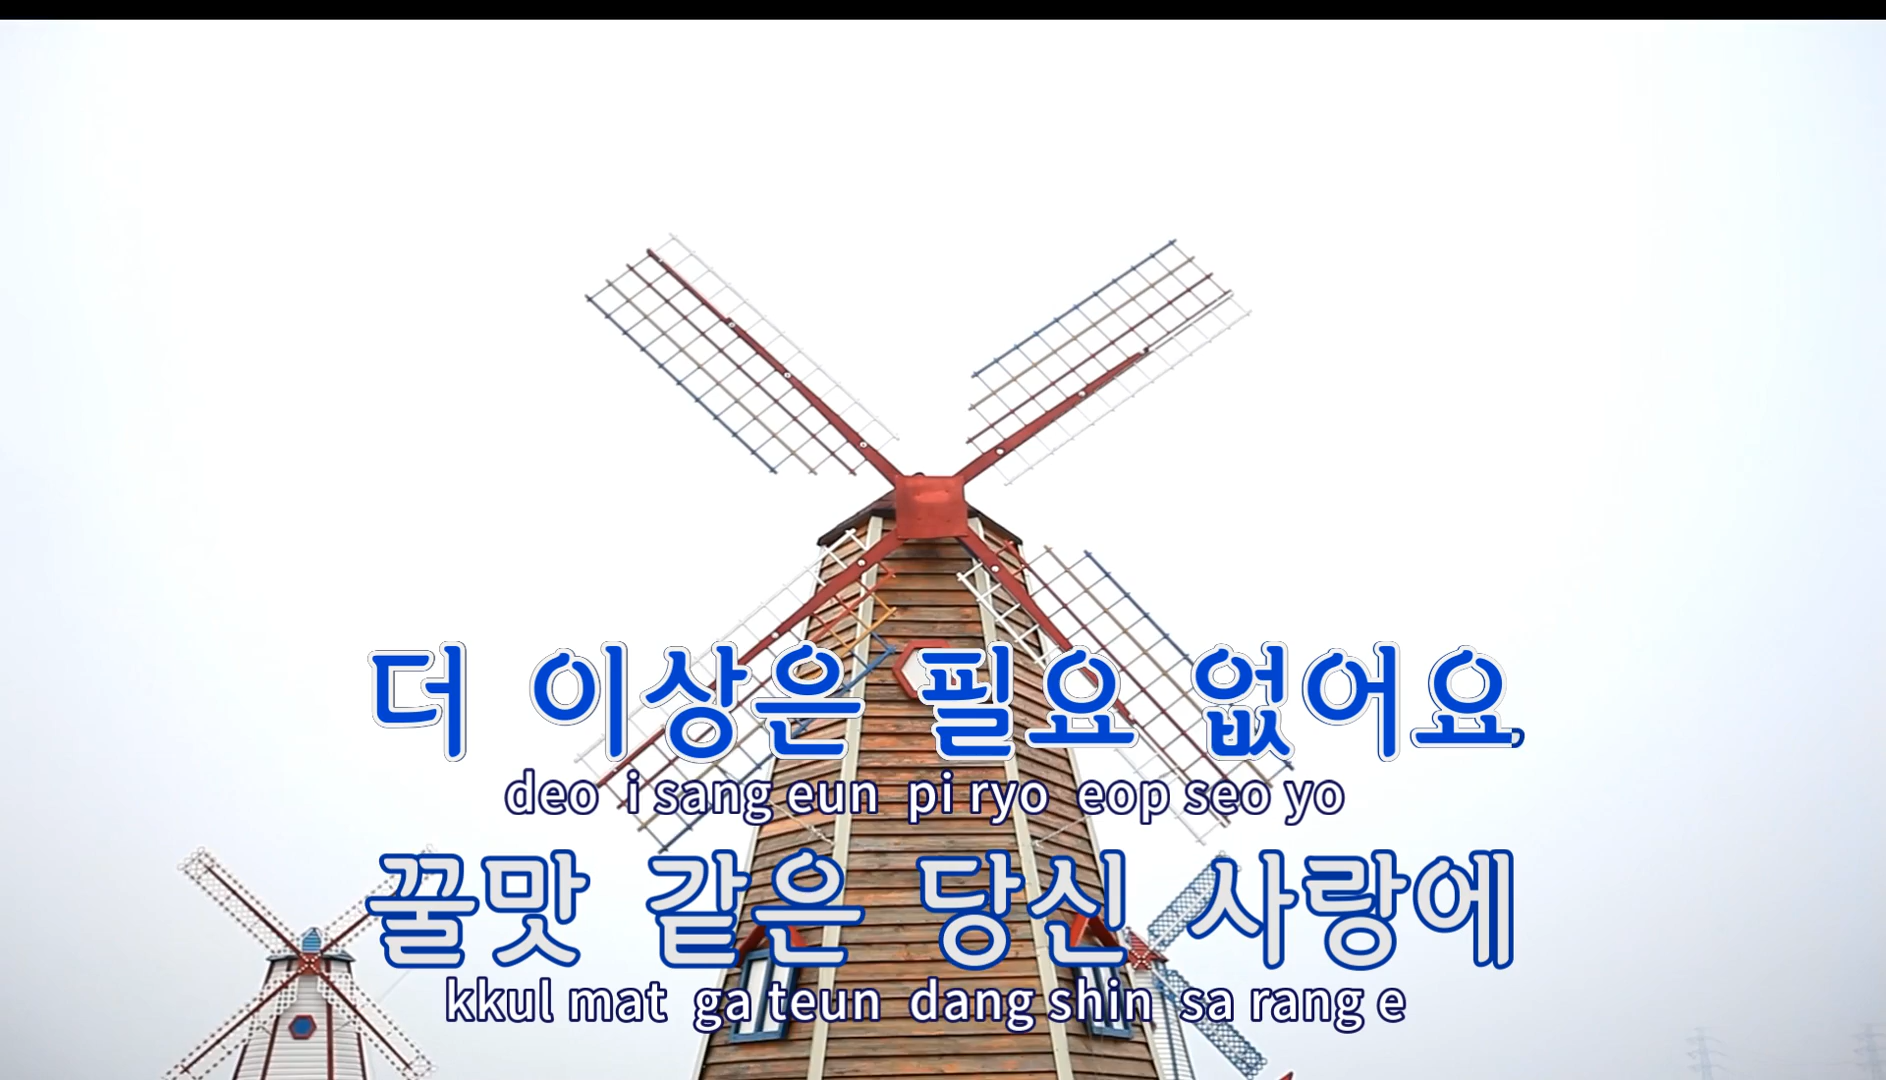 더 이상은 필요 없어요
deo i sang eun pi ryo eop seo yo
꿀맛 같은 당신 사랑에
kkul mat ga teun dang shin sa rang e